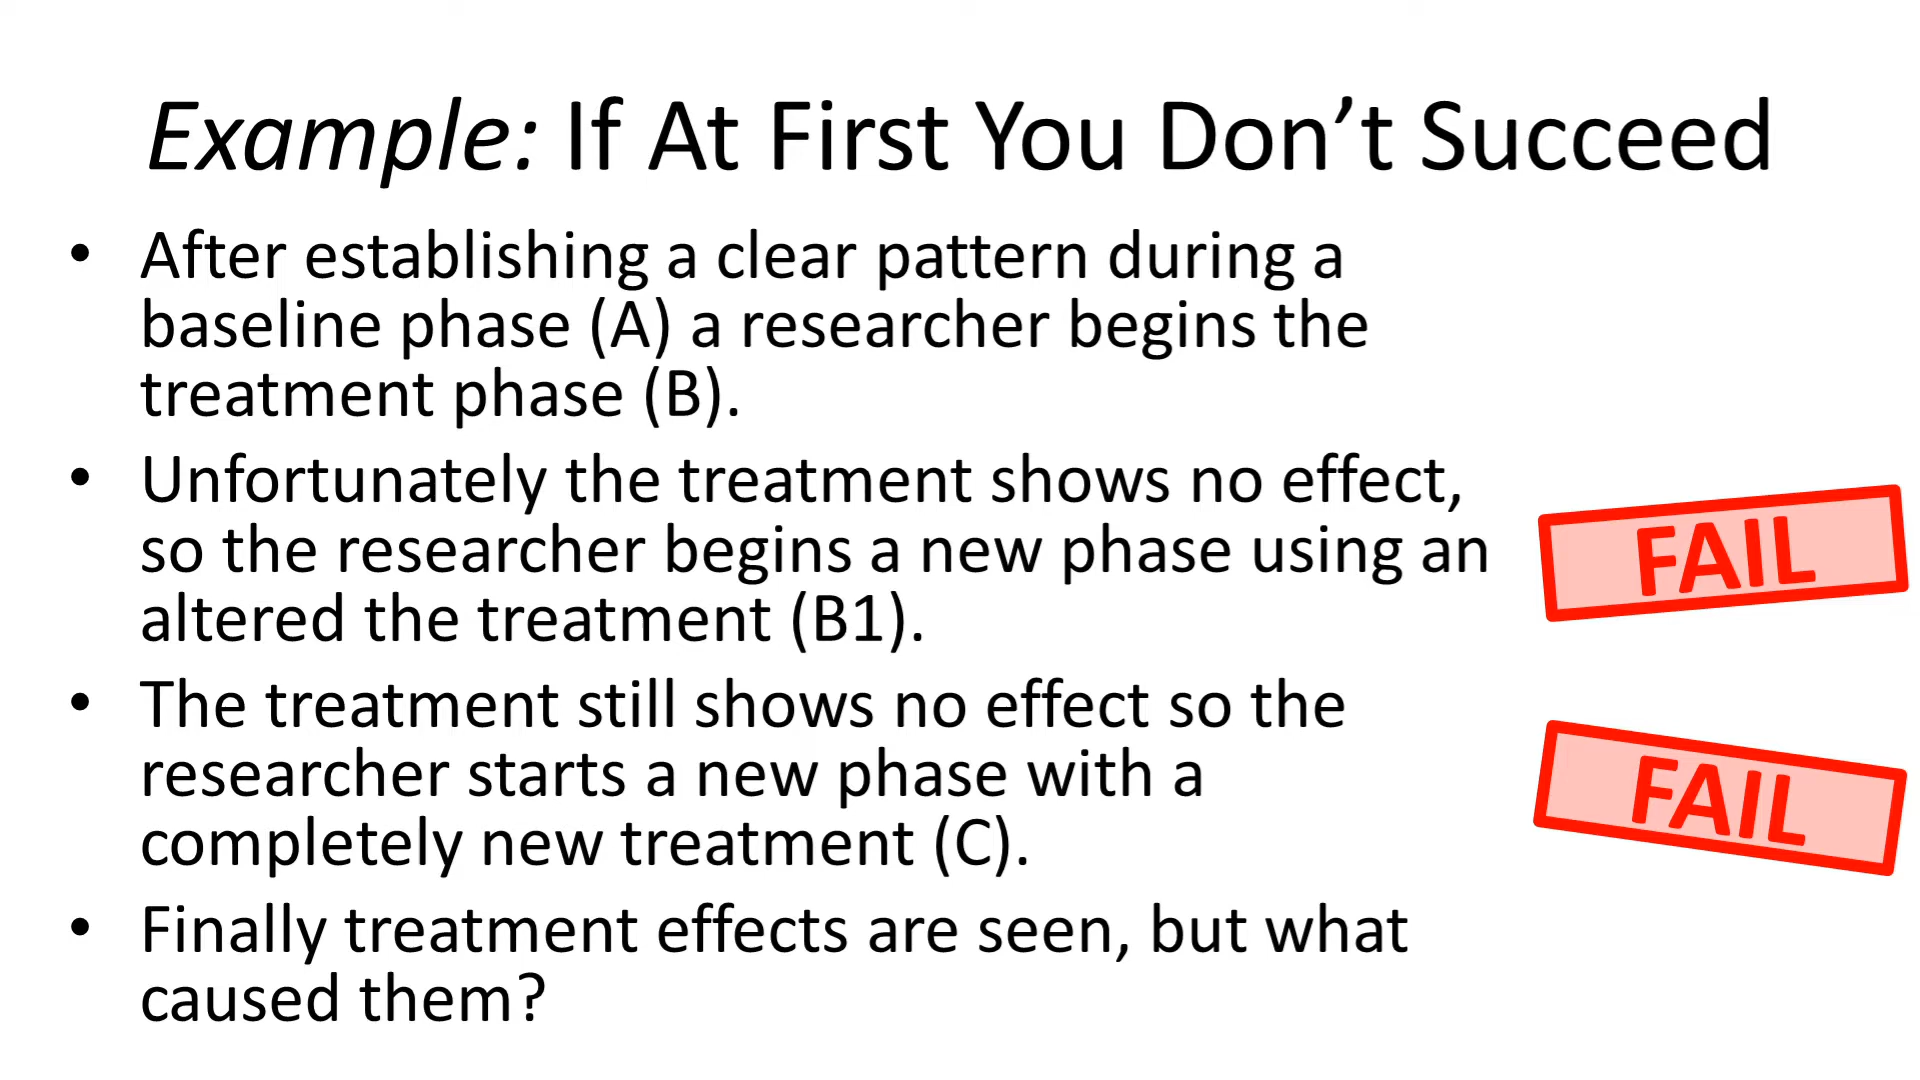 Example: If At First You Don’t Succeed
• After establishing a clear pattern during a
baseline phase (A) a researcher begins the
treatment phase (B).
• Unfortunately the treatment shows no effect,
so the researcher begins a new phase using an
altered the treatment (B1).
FAIL
• The treatment still shows no effect so the
researcher starts a new phase with a
completely new treatment (C).
FAIL
• Finally treatment effects are seen, but what
caused them?